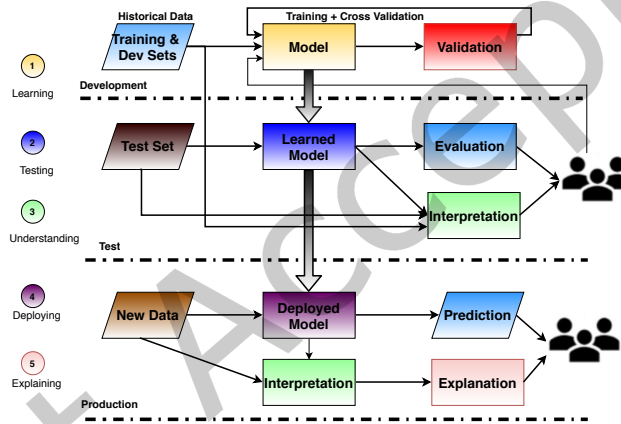 Historical Data
Training + Cross Validation
Training &
Dev Sets
Model
Validation
1
Learning
Development
2
Testing
Test Set
Learned
Model
Evaluation
3
Understanding
Interpretation
Test
4
Deploying
New Data
Deployed
Model
Prediction
5
Explaining
Interpretation
Explanation
Production
Accep